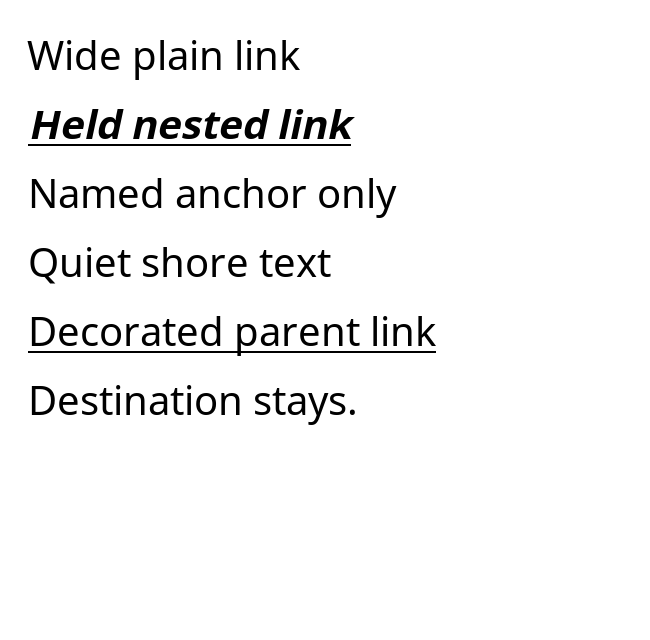 Wide plain link
Held nested link
Named anchor only
Quiet shore text
Decorated parent link
Destination stays.